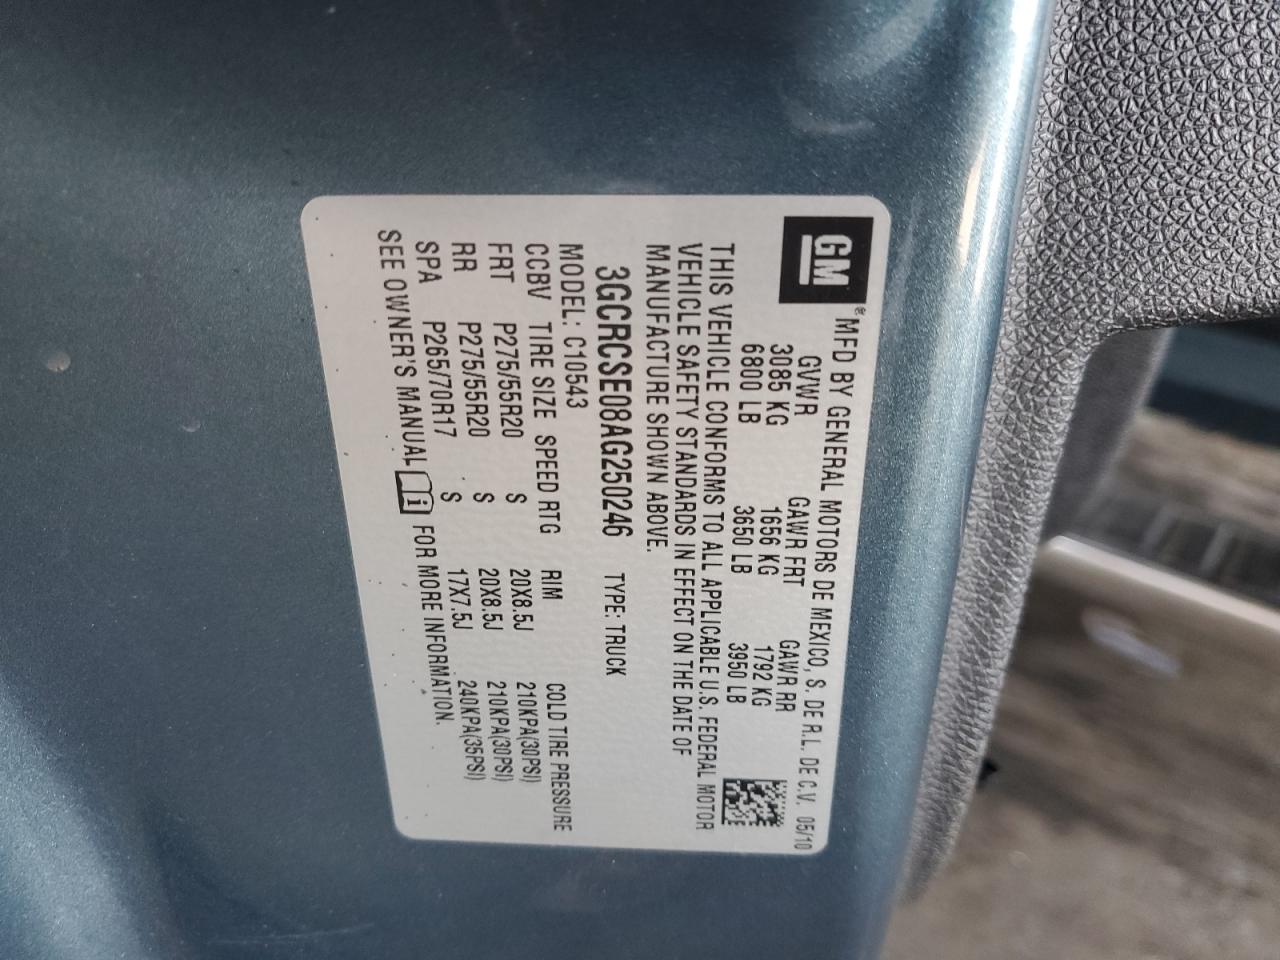 GM
® MFD BY GENERAL MOTORS DE MEXICO, S. DE R.L. DE C.V. 05/10
GVWR GAWR FRT GAWR RR
3085 KG 1656 KG 1792 KG
6800 LB 3650 LB 3950 LB
THIS VEHICLE CONFORMS TO ALL APPLICABLE U.S. FEDERAL MOTOR
VEHICLE SAFETY STANDARDS IN EFFECT ON THE DATE OF
MANUFACTURE SHOWN ABOVE.
3GCRCSE08AG250246 TYPE: TRUCK
MODEL: C10543
CCBV TIRE SIZE SPEED RTG RIM COLD TIRE PRESSURE
FRT P275/55R20 S 20X8.5J 210KPA(30PSI)
RR P275/55R20 S 20X8.5J 210KPA(30PSI)
SPA P265/70R17 S 17X7.5J 240KPA(35PSI)
SEE OWNER'S MANUAL i FOR MORE INFORMATION.